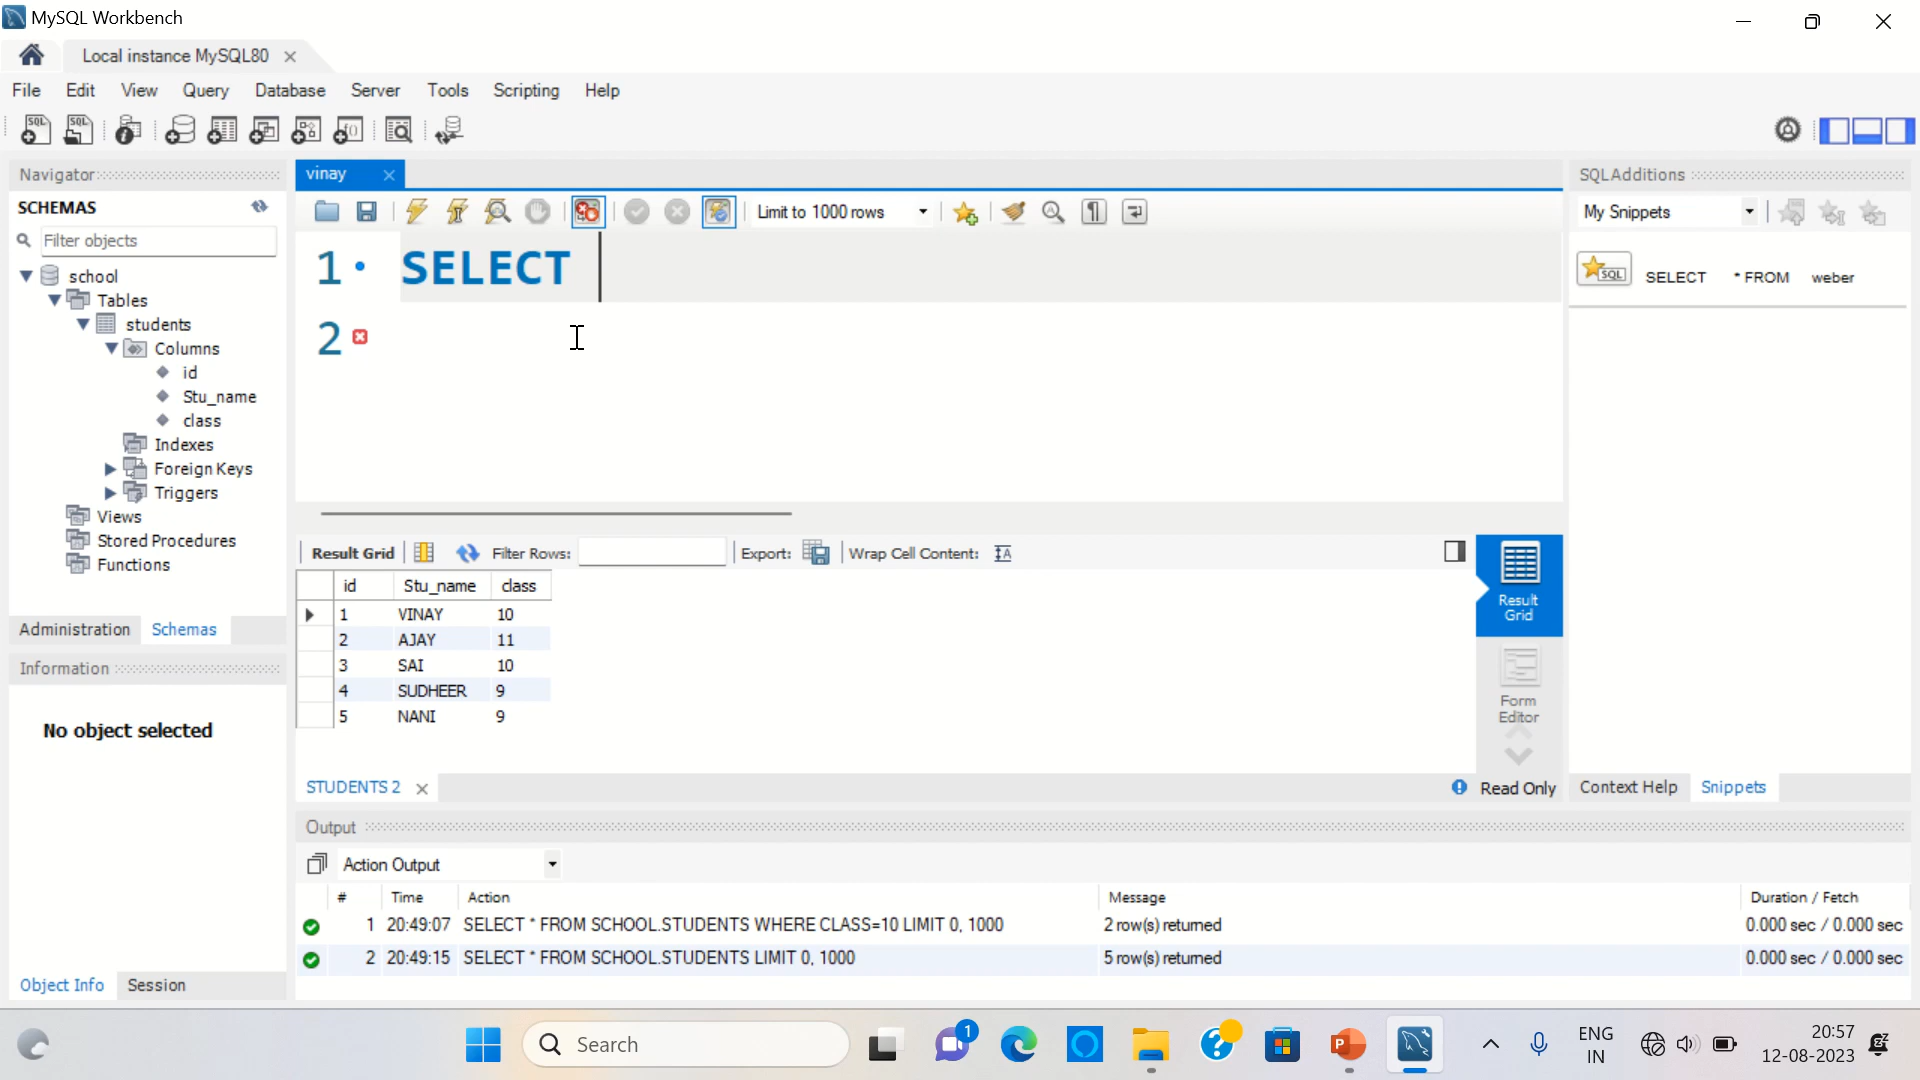 MySQL Workbench
Local instance MySQL80
File Edit View Query Database Server Tools Scripting Help
Navigator
SCHEMAS
Filter objects
school
Tables
students
Columns
id
Stu_name
class
Indexes
Foreign Keys
Triggers
Views
Stored Procedures
Functions
Administration Schemas
Information
No object selected
Object Info Session
vinay
Limit to 1000 rows
1 SELECT
2
Result Grid Filter Rows: Export: Wrap Cell Content:
id Stu_name class
1 VINAY 10
2 AJAY 11
3 SAI 10
4 SUDHEER 9
5 NANI 9
Result
Grid
Form
Editor
STUDENTS 2
Read Only
SQLAdditions
My Snippets
SQL SELECT * FROM weber
Context Help Snippets
Output
Action Output
# Time Action Message Duration / Fetch
1 20:49:07 SELECT * FROM SCHOOL.STUDENTS WHERE CLASS=10 LIMIT 0, 1000 2 row(s) returned 0.000 sec / 0.000 sec
2 20:49:15 SELECT * FROM SCHOOL.STUDENTS LIMIT 0, 1000 5 row(s) returned 0.000 sec / 0.000 sec
Search
1
ENG
IN
20:57
12-08-2023